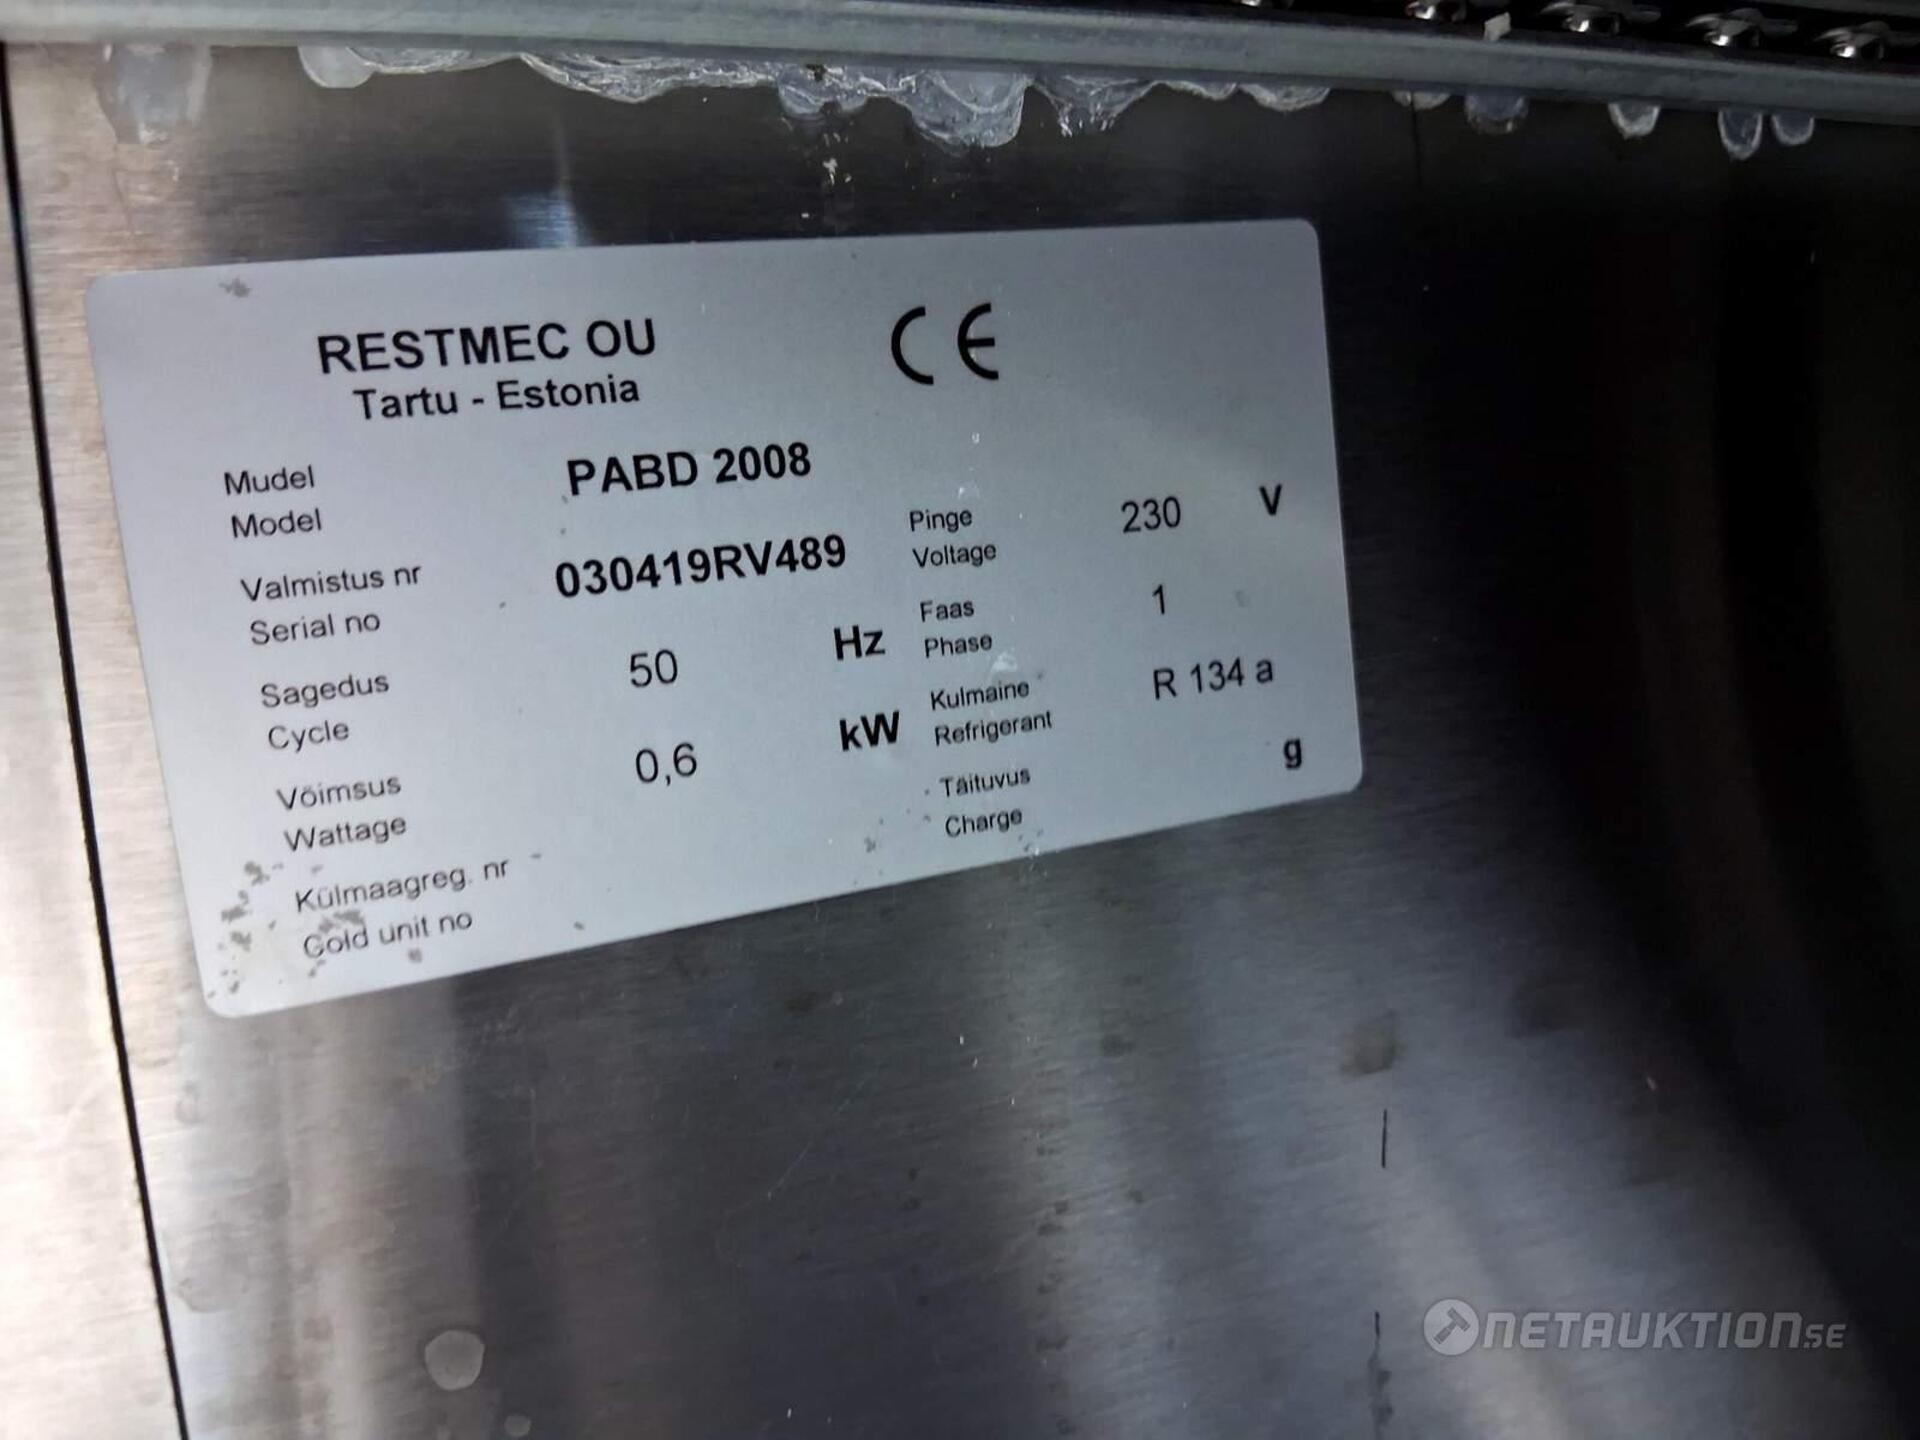 RESTMEC OU
Tartu - Estonia
CE
Mudel
Model
PABD 2008
Valmistus nr
Serial no
030419RV489
Pinge
Voltage
230 V
Sagedus
Cycle
50 Hz
Faas
Phase
1
Võimsus
Wattage
0,6 kW
Kulmaine
Refrigerant
R 134 a
Külmaagreg. nr
Cold unit no
Täituvus
Charge
g
NETAUKTION.SE